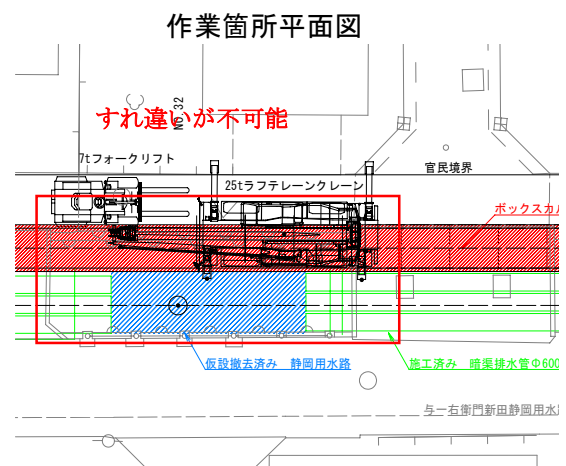 作業箇所平面図
NO.32
すれ違いが不可能
7tフォークリフト
25tラフテレーンクレーン
官民境界
ボックスカル
仮設撤去済み 静岡用水路
施工済み 暗渠排水管Φ600
与一右衛門新田静岡用水